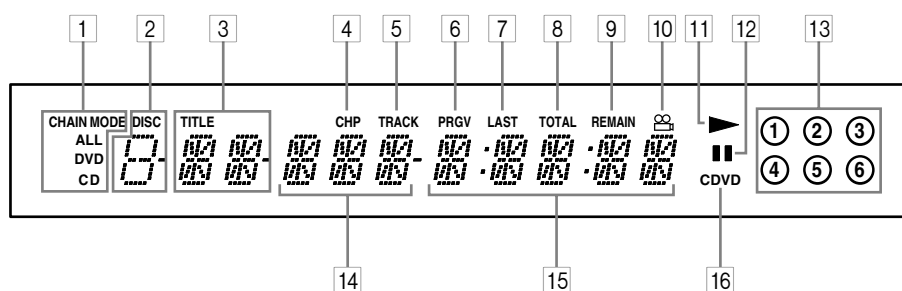 1 2 3 4 5 6 7 8 9 10 11 12 13
CHAIN MODE DISC TITLE CHP TRACK PRGV LAST TOTAL REMAIN
ALL
DVD
CD
CDVD
① ② ③
④ ⑤ ⑥
14 15 16